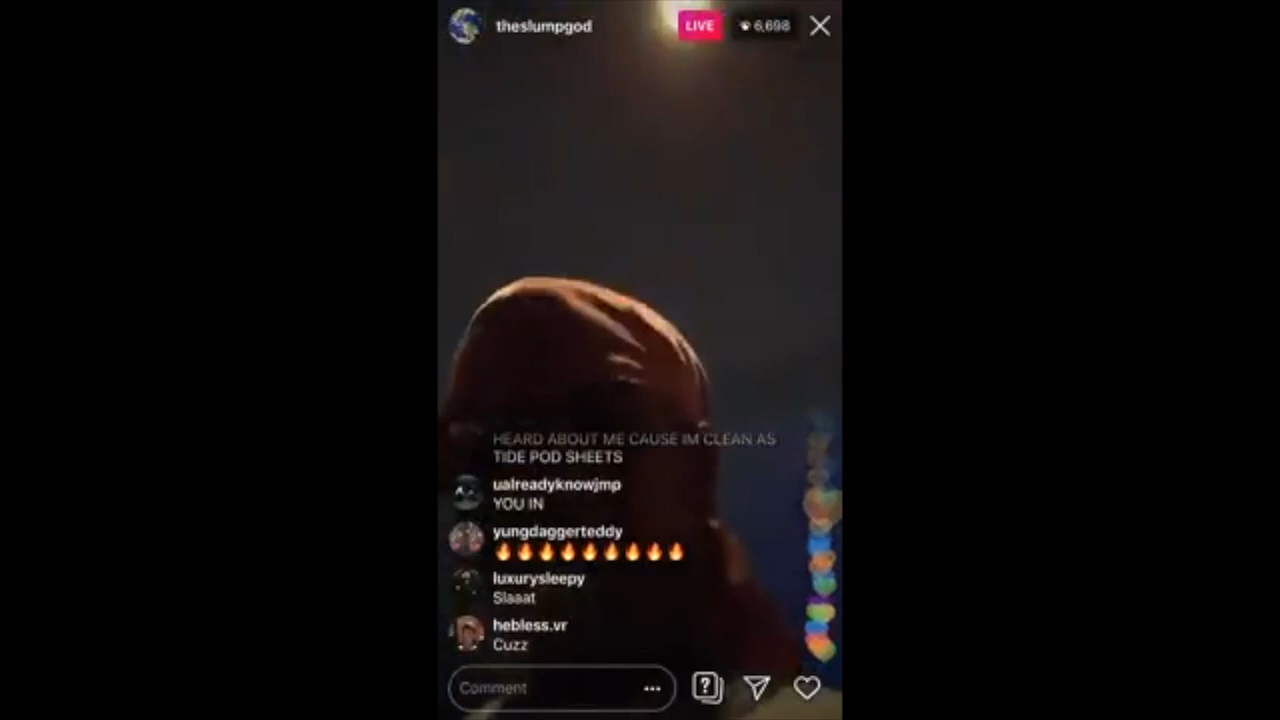 theslumpgod
LIVE
6,698
HEARD ABOUT ME CAUSE IM CLEAN AS
TIDE POD SHEETS
ualreadyknowjmp
YOU IN
yungdaggerteddy
🔥🔥🔥🔥🔥🔥🔥🔥🔥
luxurysleepy
Slaaat
hebless.vr
Cuzz
Comment